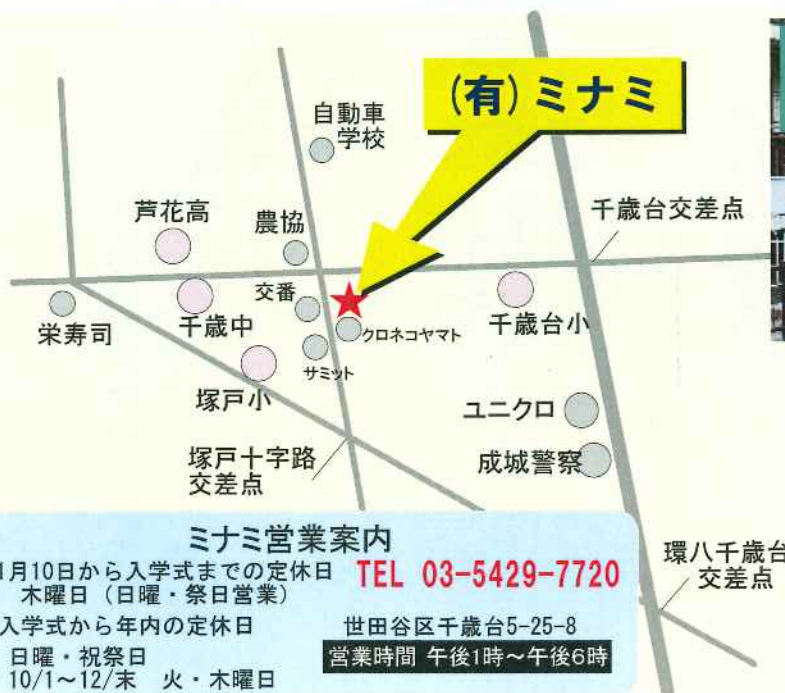 (有)ミナミ
自動車
学校
芦花高
農協
千歳台交差点
交番
栄寿司
千歳中
クロネコヤマト
千歳台小
サミット
塚戸小
ユニクロ
塚戸十字路
交差点
成城警察
環八千歳台
交差点
ミナミ営業案内
1月10日から入学式までの定休日
木曜日(日曜・祭日営業)
TEL 03-5429-7720
入学式から年内の定休日
日曜・祝祭日
10/1~12/末 火・木曜日
世田谷区千歳台5-25-8
営業時間 午後1時~午後6時